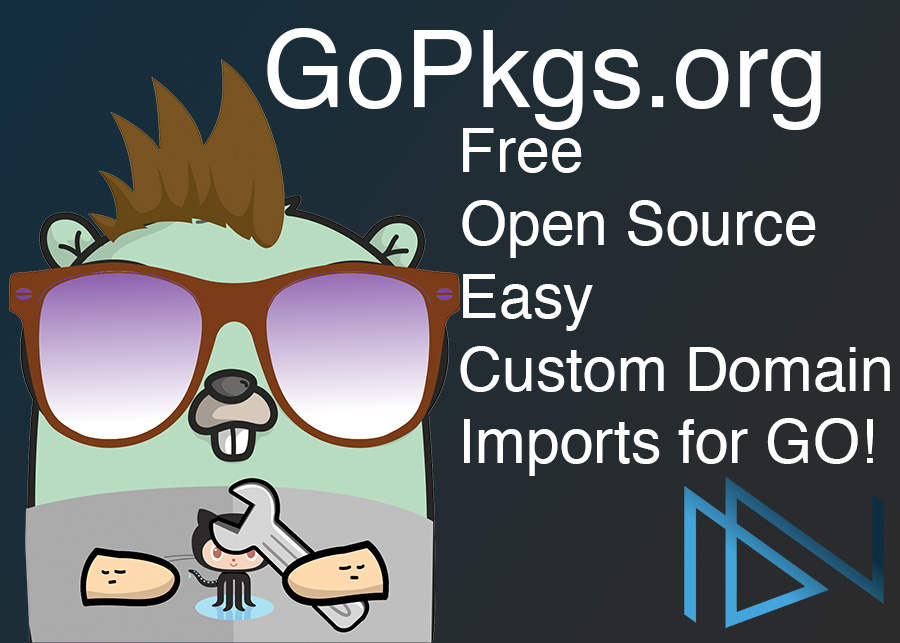 GoPkgs.org
Free
Open Source
Easy
Custom Domain
Imports for GO!